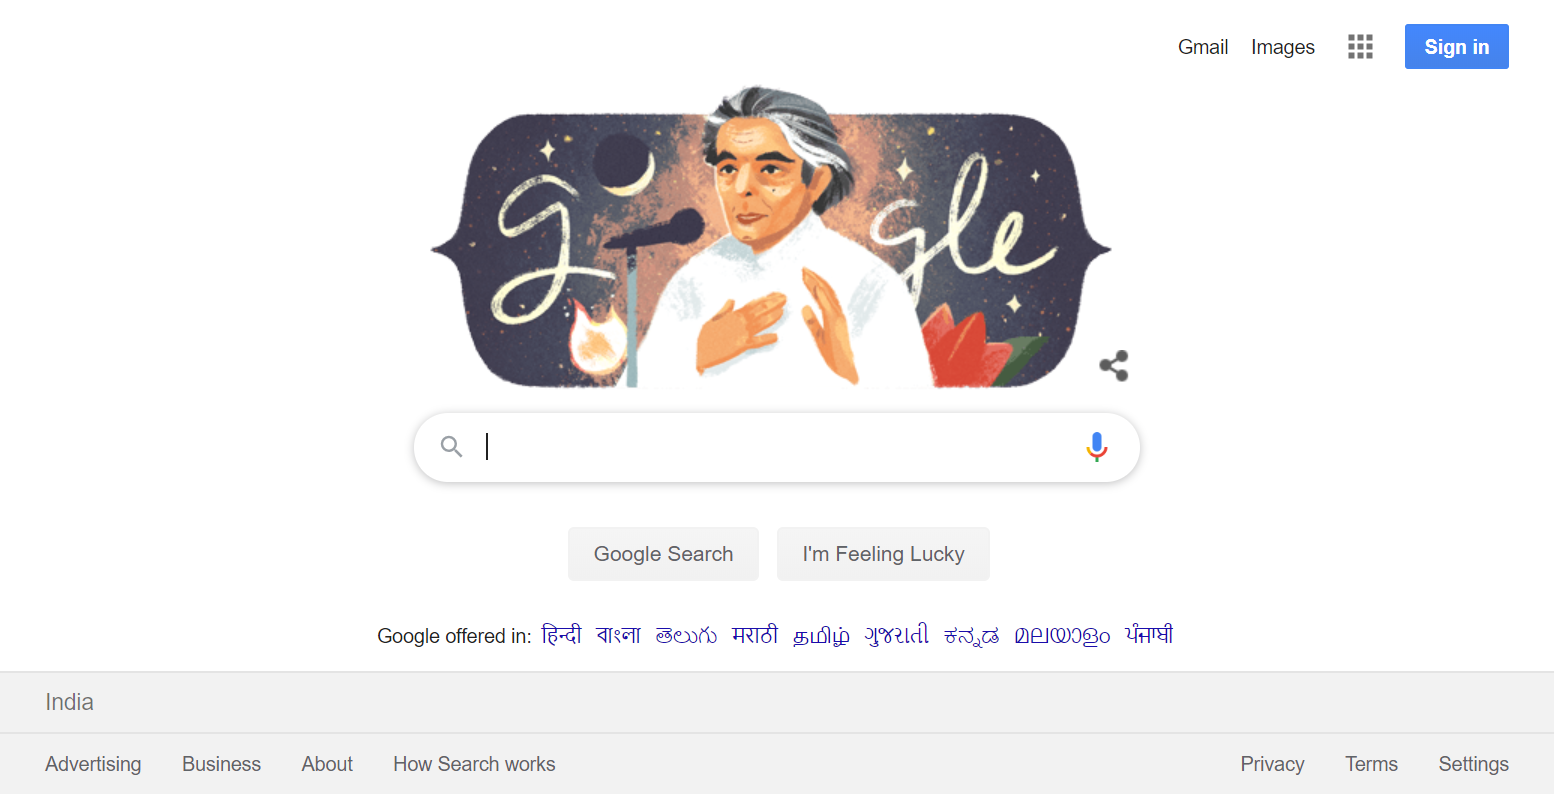 Gmail Images Sign in
Google
Google Search I'm Feeling Lucky
Google offered in: हिन्दी বাংলা తెలుగు मराठी தமிழ் ગુજરાતી ಕನ್ನಡ മലയാളം ਪੰਜਾਬੀ
India
Advertising Business About How Search works Privacy Terms Settings